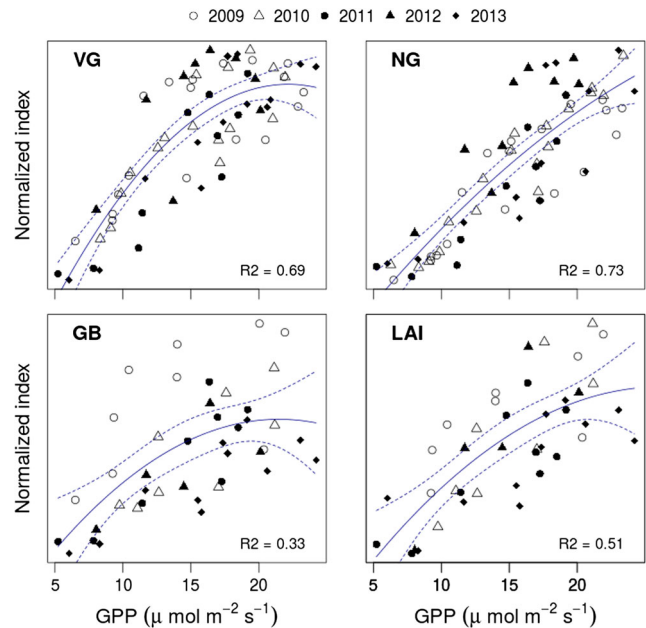 2009 2010 2011 2012 2013
VG
NG
Normalized index
R2 = 0.69
R2 = 0.73
GB
LAI
Normalized index
R2 = 0.33
R2 = 0.51
5 10 15 20
5 10 15 20
GPP (μ mol m⁻² s⁻¹)
GPP (μ mol m⁻² s⁻¹)